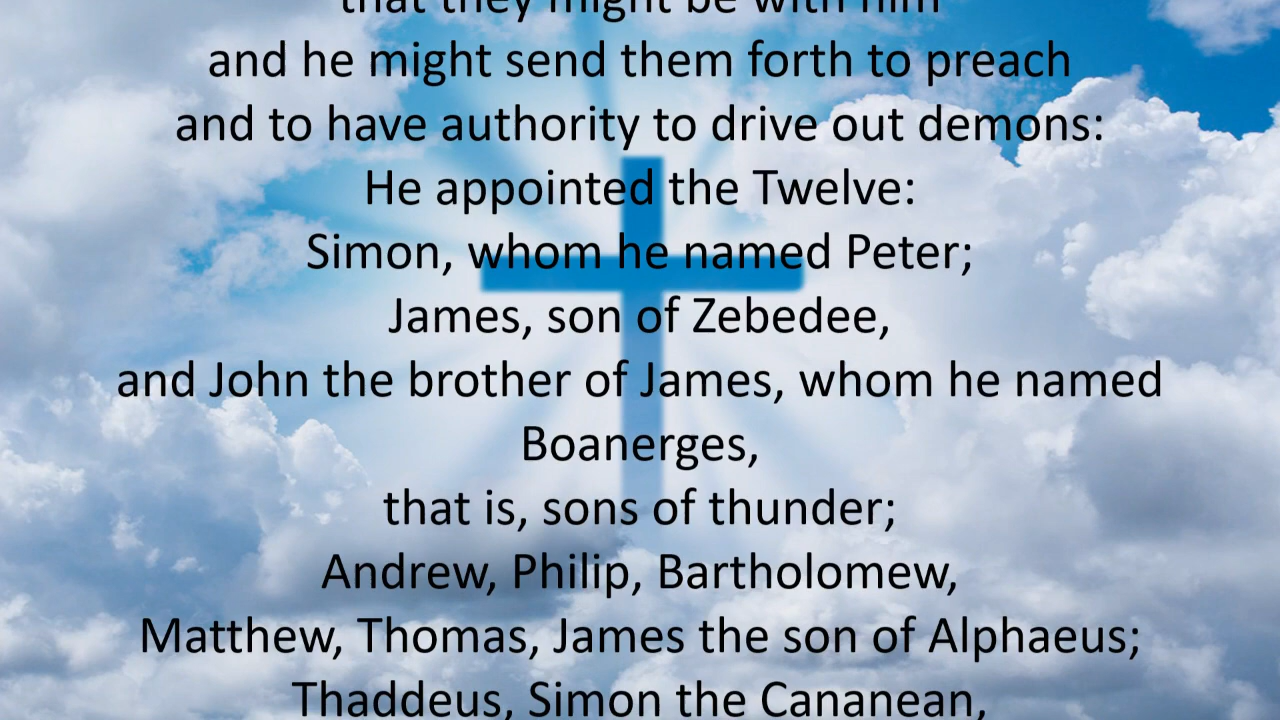 that they might be with him
and he might send them forth to preach
and to have authority to drive out demons:
He appointed the Twelve:
Simon, whom he named Peter;
James, son of Zebedee,
and John the brother of James, whom he named
Boanerges,
that is, sons of thunder;
Andrew, Philip, Bartholomew,
Matthew, Thomas, James the son of Alphaeus;
Thaddeus, Simon the Cananean,